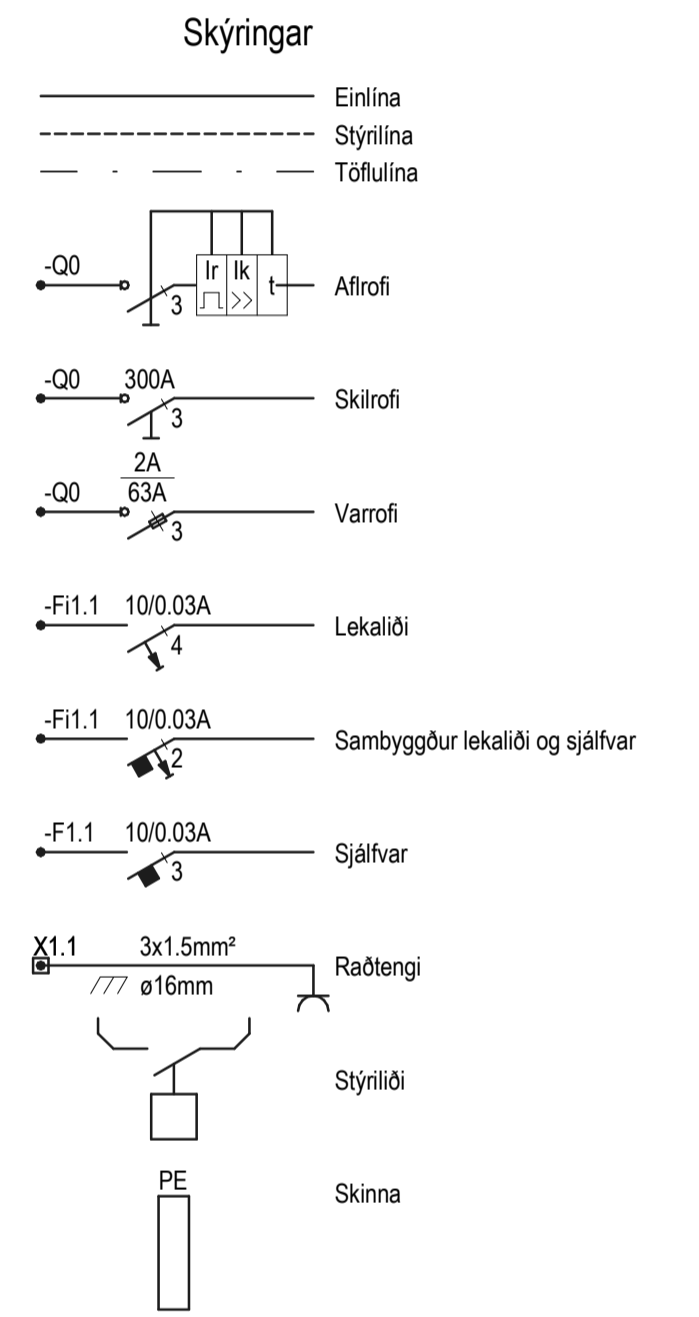 Skýringar
Einlína
Stýrilína
Töflulína
-Q0
3
Ir
Ik
>>
t
Aflrofi
-Q0
300A
3
Skilrofi
-Q0
2A
63A
3
Varrofi
-Fi1.1
10/0.03A
4
Lekaliði
-Fi1.1
10/0.03A
2
Sambyggður lekaliði og sjálfvar
-F1.1
10/0.03A
3
Sjálfvar
X1.1
3x1.5mm²
ø16mm
Raðtengi
Stýriliði
PE
Skinna